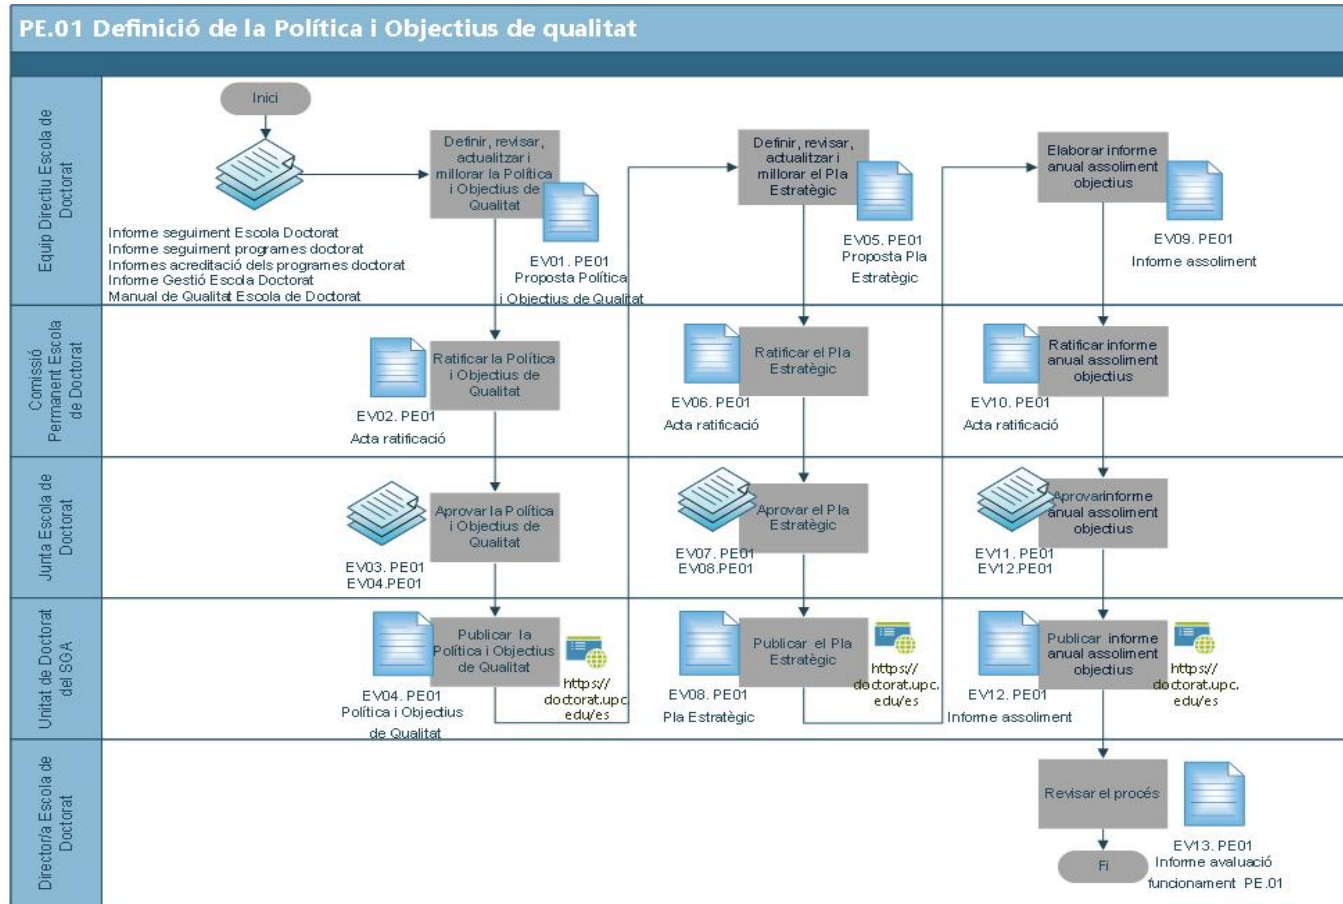 PE.01 Definició de la Política i Objectius de qualitat
Equip Directiu Escola de
Doctorat
Inici
Informe seguiment Escola Doctorat
Informe seguiment programes doctorat
Informes acreditació dels programes doctorat
Informe Gestió Escola Doctorat
Manual de Qualitat Escola de Doctorat
Definir, revisar,
actualitzar i
millorar la Política
i Objectius de
Qualitat
EV01. PE01
Proposta Política
i Objectius de Qualitat
Definir, revisar,
actualitzar i
millorar el Pla
Estratègic
EV05. PE01
Proposta Pla
Estratègic
Elaborar informe
anual assoliment
objectius
EV09. PE01
Informe assoliment
Comissió
Permanent Escola
de Doctorat
Ratificar la Política
i Objectius de
Qualitat
EV02. PE01
Acta ratificació
Ratificar el Pla
Estratègic
EV06. PE01
Acta ratificació
Ratificar informe
anual assoliment
objectius
EV10. PE01
Acta ratificació
Junta Escola de
Doctorat
Aprovar la Política
i Objectius de
Qualitat
EV03. PE01
EV04.PE01
Aprovar el Pla
Estratègic
EV07. PE01
EV08.PE01
Aprovarinforme
anual assoliment
objectius
EV11. PE01
EV12.PE01
Unitat de Doctorat
del SGA
Publicar la
Política i Objectius
de Qualitat
https://
doctorat.upc.
edu/es
EV04. PE01
Política i Objectius
de Qualitat
Publicar el Pla
Estratègic
https://
doctorat.upc.
edu/es
EV08. PE01
Pla Estratègic
Publicar informe
anual assoliment
objectius
https://
doctorat.upc.
edu/es
EV12. PE01
Informe assoliment
Director/a Escola de
Doctorat
Revisar el procés
EV13. PE01
Informe avaluació
funcionament PE.01
Fi